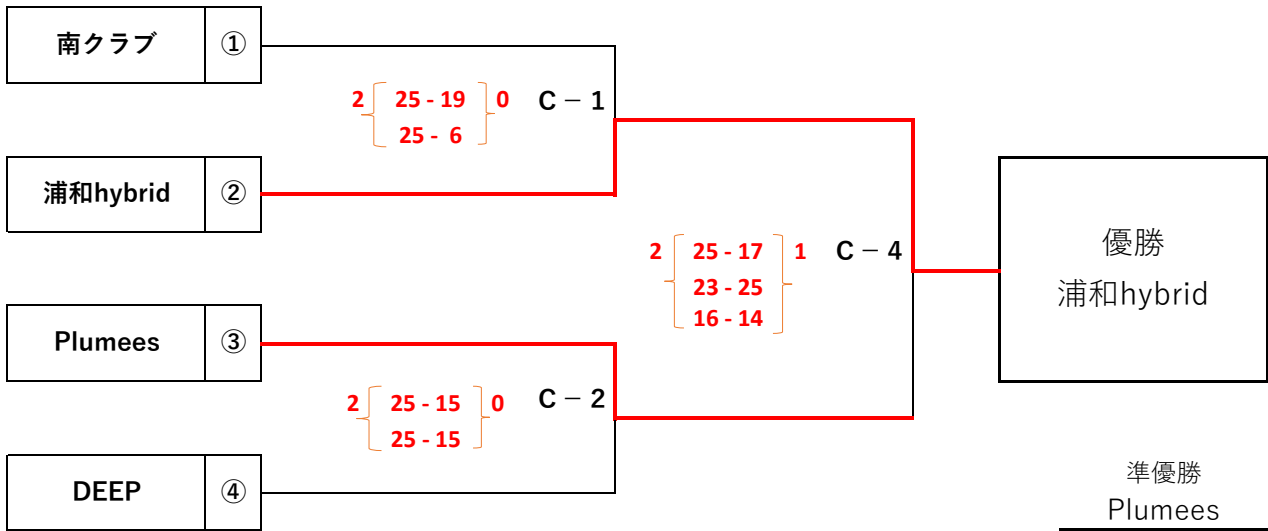 南クラブ ①
2 25 - 19 0 C － 1
25 - 6
浦和hybrid ②
2 25 - 17 1 C － 4
23 - 25
16 - 14
優勝
浦和hybrid
Plumees ③
2 25 - 15 0 C － 2
25 - 15
DEEP ④
準優勝
Plumees